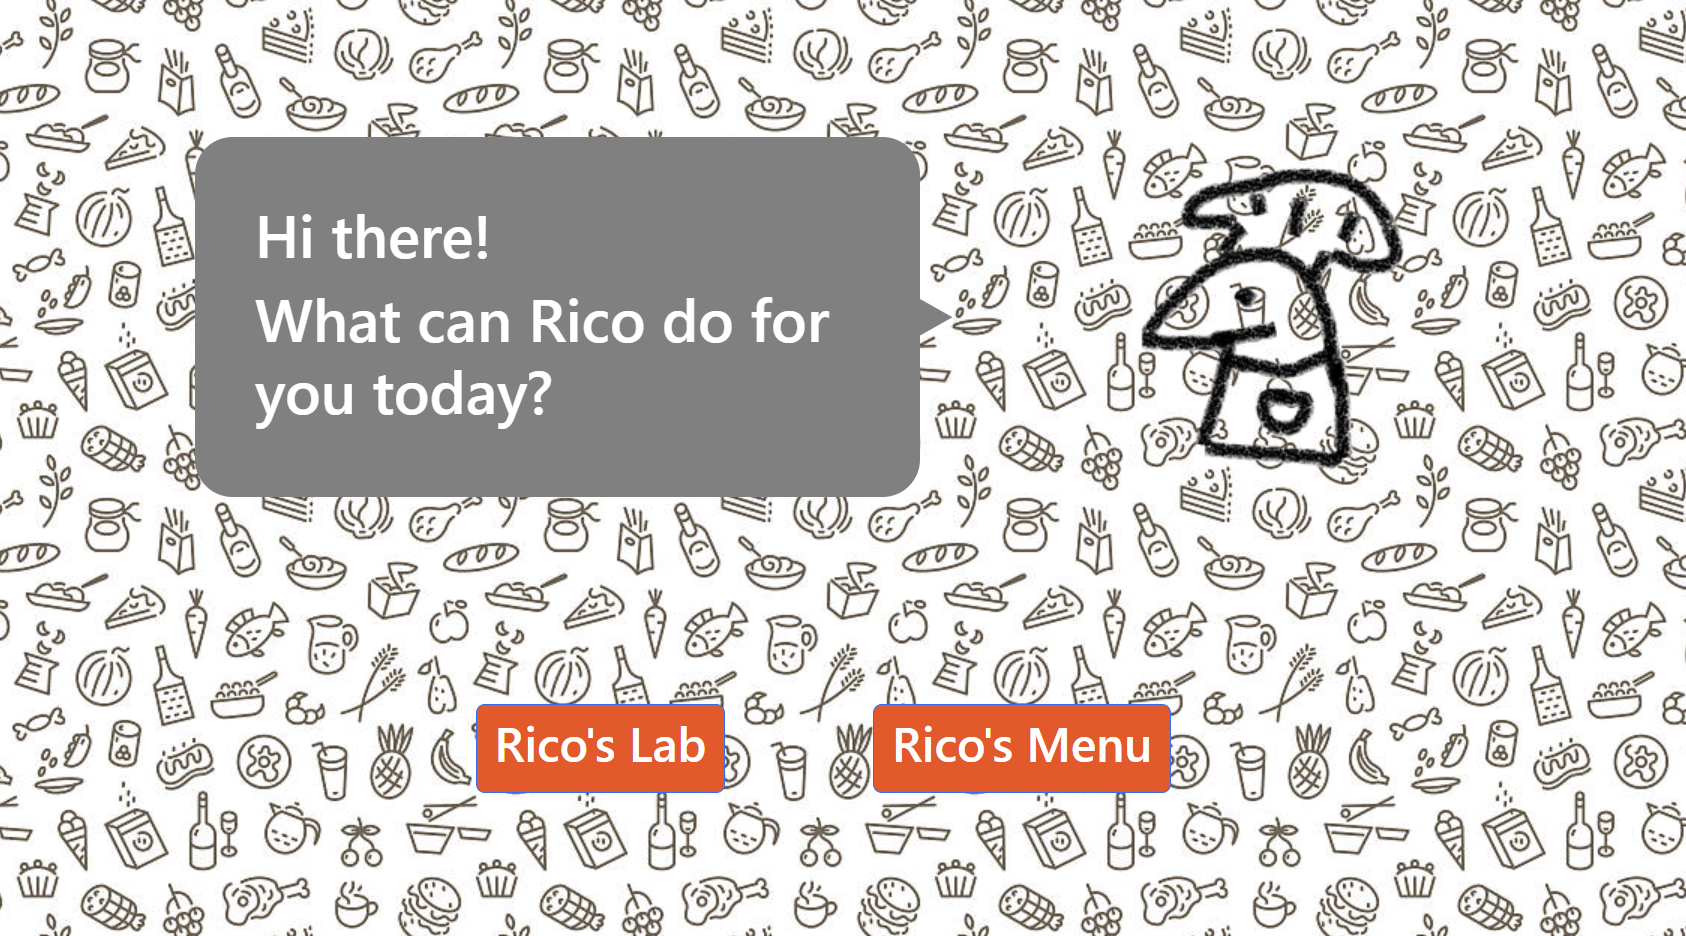 Hi there!
What can Rico do for
you today?
Rico's Lab
Rico's Menu